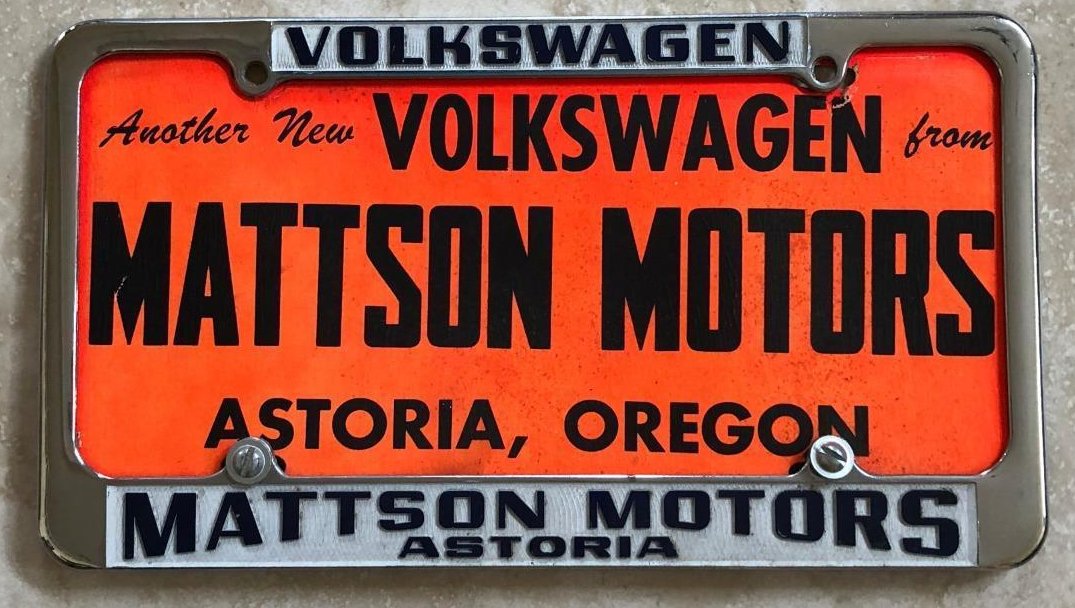 VOLKSWAGEN
Another New VOLKSWAGEN from
MATTSON MOTORS
ASTORIA, OREGON
MATTSON MOTORS
ASTORIA